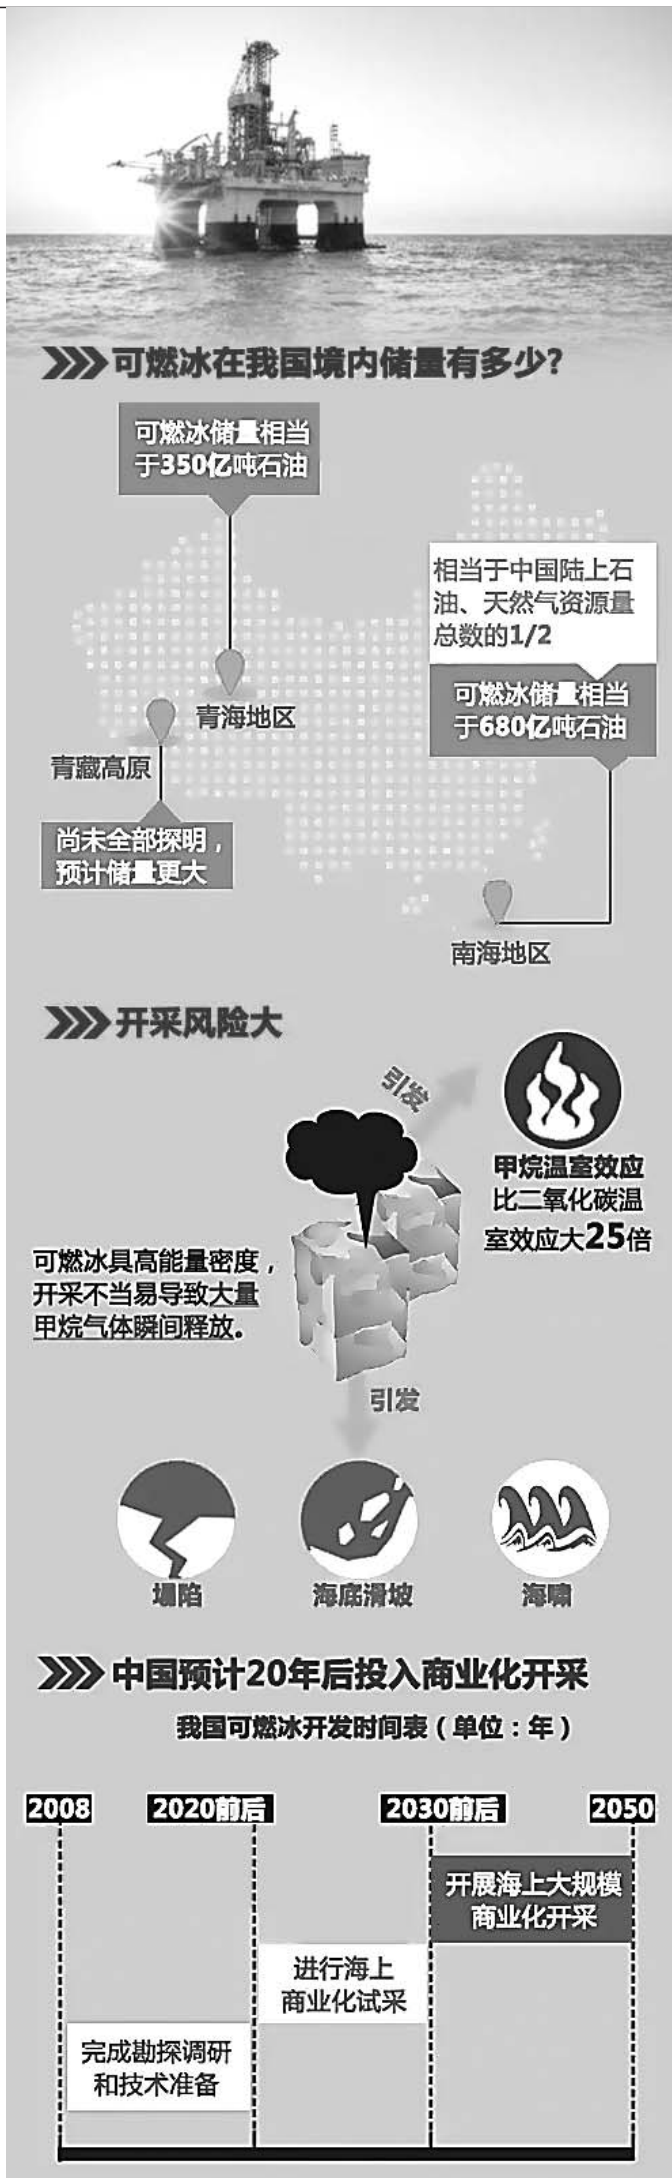 可燃冰在我国境内储量有多少?
可燃冰储量相当
于350亿吨石油
相当于中国陆上石
油、天然气资源量
总数的1/2
可燃冰储量相当
于680亿吨石油
青海地区
青藏高原
尚未全部探明，
预计储量更大
南海地区
开采风险大
引发
甲烷温室效应
比二氧化碳温
室效应大25倍
可燃冰具高能量密度，
开采不当易导致大量
甲烷气体瞬间释放。
引发
塌陷
海底滑坡
海啸
中国预计20年后投入商业化开采
我国可燃冰开发时间表（单位：年）
2008
2020前后
2030前后
2050
开展海上大规模
商业化开采
进行海上
商业化试采
完成勘探调研
和技术准备